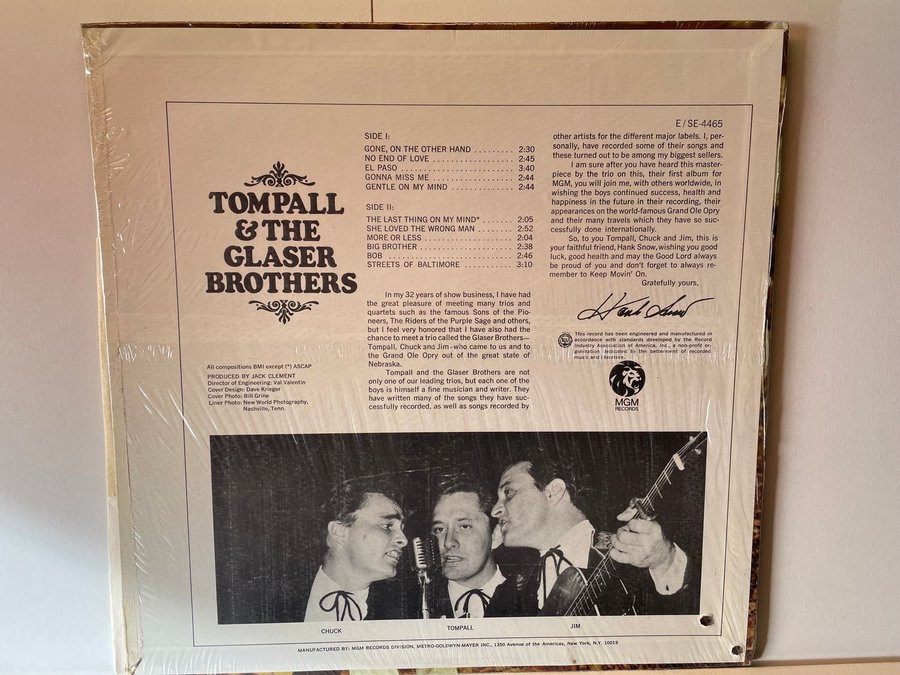 E/SE-4465
TOMPALL
& THE
GLASER
BROTHERS
SIDE I:
GONE, ON THE OTHER HAND ......... 2:30
NO END OF LOVE ................ 2:45
EL PASO ....................... 3:40
GONNA MISS ME ................. 2:44
GENTLE ON MY MIND ............. 2:44
SIDE II:
THE LAST THING ON MY MIND* ....... 2:05
SHE LOVED THE WRONG MAN ........ 2:52
MORE OR LESS .................. 2:04
BIG BROTHER ................... 2:38
BOB ........................... 2:46
STREETS OF BALTIMORE .......... 3:10
In my 32 years of show business, I have had
the great pleasure of meeting many trios and
quartets such as the famous Sons of the Pio-
neers, The Riders of the Purple Sage and others,
but I feel very honored that I have also had the
chance to meet a trio called the Glaser Brothers—
Tompall, Chuck and Jim-who came to us and to
the Grand Ole Opry out of the great state of
Nebraska.
Tompall and the Glaser Brothers are not
only one of our leading trios, but each one of the
boys is himself a fine musician and writer. They
have written many of the songs they have suc-
cessfully recorded, as well as songs recorded by
other artists for the different major labels. I, per-
sonally, have recorded some of their songs and
these turned out to be among my biggest sellers.
I am sure after you have heard this master-
piece by the trio on this, their first album for
MGM, you will join me, with others worldwide, in
wishing the boys continued success, health and
happiness in the future in their recording, their
appearances on the world-famous Grand Ole Opry
and their many travels which they have so suc-
cessfully done internationally.
So, to you Tompall, Chuck and Jim, this is
your faithful friend, Hank Snow, wishing you good
luck, good health and may the Good Lord always
be proud of you and don't forget to always re-
member to Keep Movin' On.
Gratefully yours,
Hank Snow
This record has been engineered and manufactured in
accordance with standards developed by the Record
Industry Association of America, Inc., a non-profit or-
ganization dedicated to the betterment of recorded
music and literature.
MGM
RECORDS
All compositions BMI except (*) ASCAP
PRODUCED BY JACK CLEMENT
Director of Engineering: Val Valentin
Cover Design: Dave Krieger
Cover Photo: Bill Grine
Liner Photo: New World Photography,
Nashville, Tenn.
CHUCK
TOMPALL
JIM
MANUFACTURED BY: MGM RECORDS DIVISION, METRO-GOLDWYN-MAYER INC., 1350 Avenue of the Americas, New York, N.Y. 10019